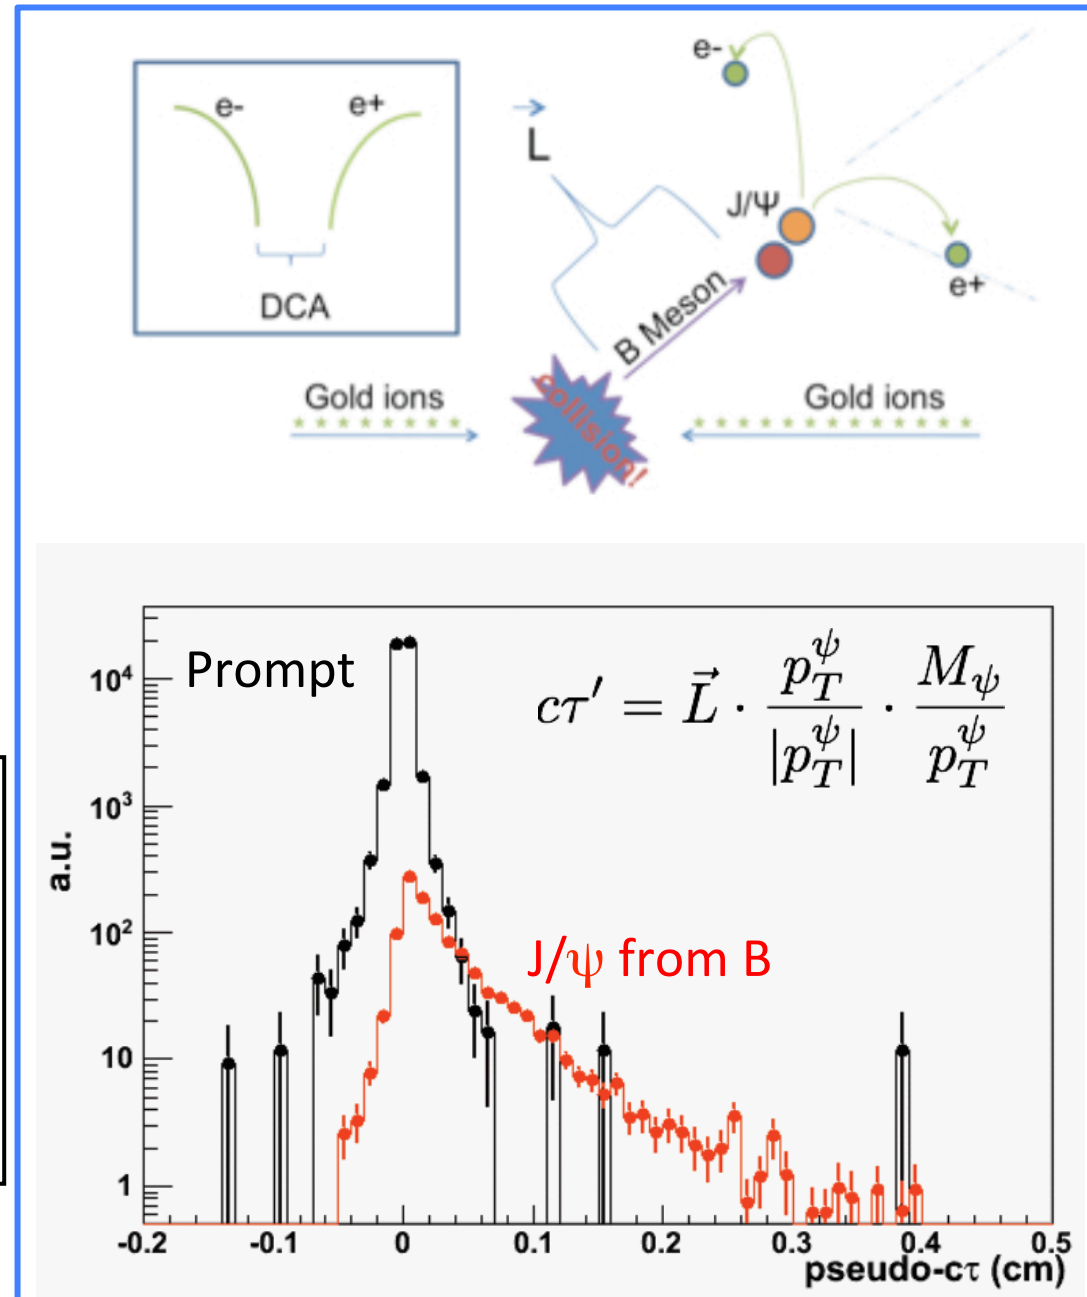 e-
e+
DCA
L
e-
J/Ψ
e+
B Meson
Gold ions
collision!
Gold ions
Prompt
cτ′ = L⃗ · p_T^ψ / |p_T^ψ| · M_ψ / p_T^ψ
J/ψ from B
a.u.
10⁴
10³
10²
10
1
-0.2 -0.1 0 0.1 0.2 0.3 0.4 0.5
pseudo-cτ (cm)